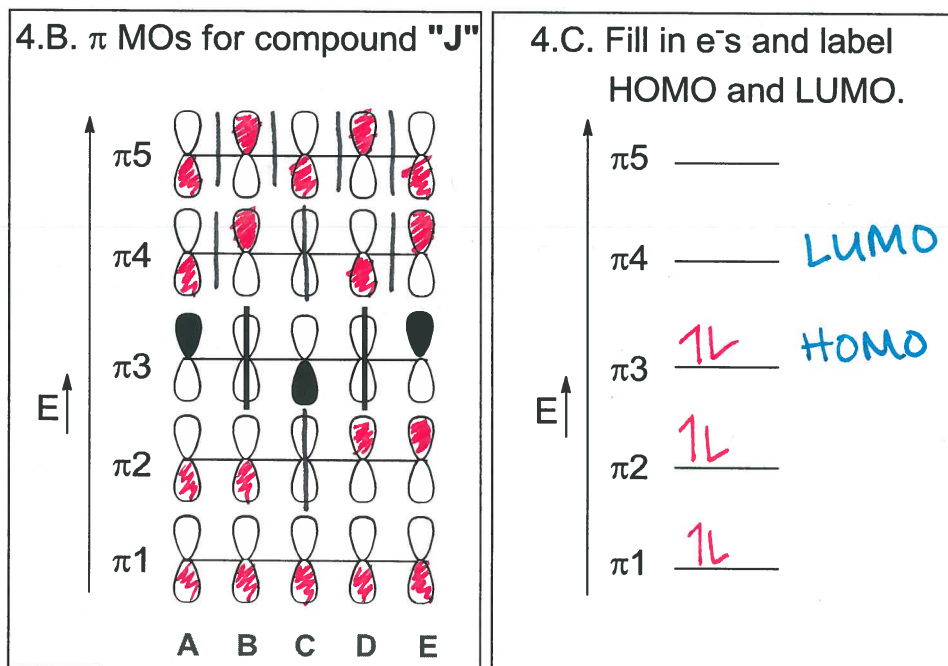 4.B. π MOs for compound "J"
π5
π4
π3
E
π2
π1
A B C D E
4.C. Fill in e⁻s and label
HOMO and LUMO.
π5
π4 LUMO
π3 HOMO
E
π2
π1